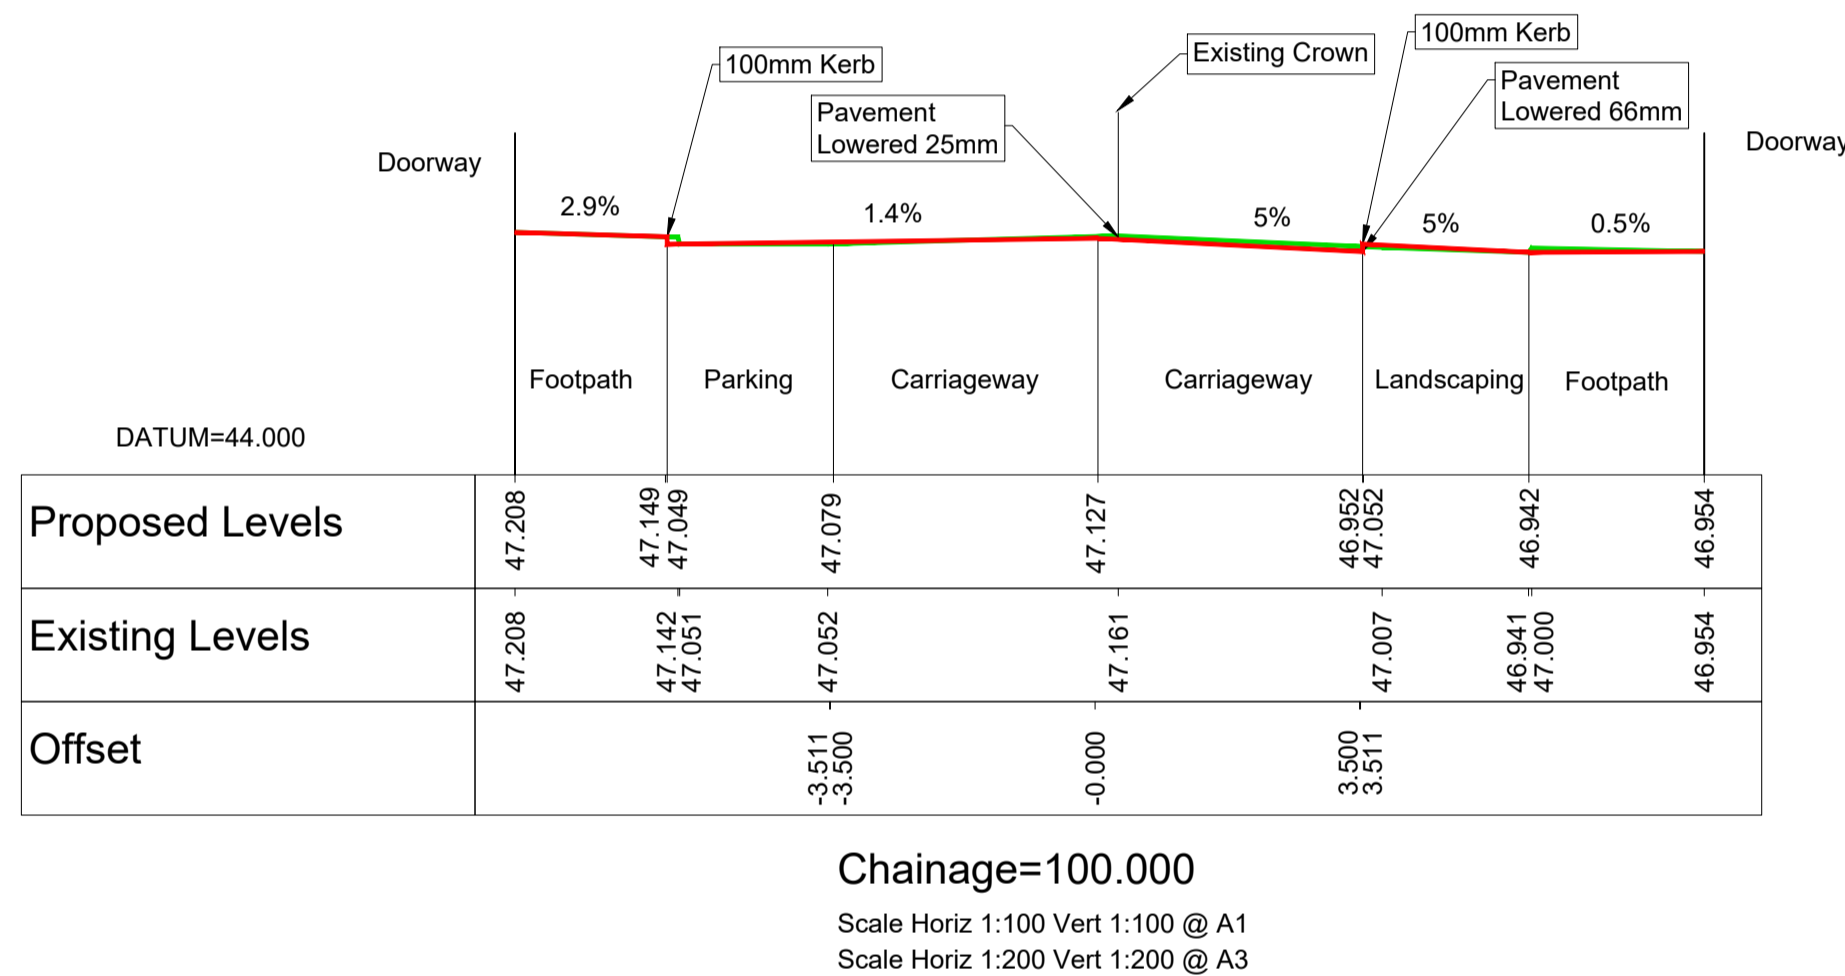 100mm Kerb
Existing Crown
100mm Kerb
Pavement
Lowered 25mm
Pavement
Lowered 66mm
Doorway
Doorway
2.9%
1.4%
5%
5%
0.5%
Footpath
Parking
Carriageway
Carriageway
Landscaping
Footpath
DATUM=44.000
Proposed Levels
47.208
47.149
47.049
47.079
47.127
46.952
47.052
46.942
46.954
Existing Levels
47.208
47.142
47.051
47.052
47.161
47.007
46.941
47.000
46.954
Offset
-3.511
-3.500
-0.000
3.500
3.511
Chainage=100.000
Scale Horiz 1:100 Vert 1:100 @ A1
Scale Horiz 1:200 Vert 1:200 @ A3